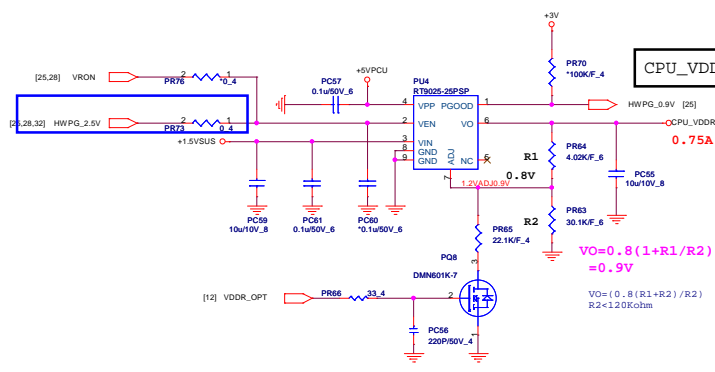 +3V
[25,28] VRON
2
1
PR76
*0_4
+5VPCU
PC57
0.1u/50V_6
PU4
RT9025-25PSP
PR70
*100K/F_4
CPU_VDD
4 VPP PGOOD 1
HWPG_0.9V [25]
[25,28,32] HWPG_2.5V
2
1
PR73
0_4
2 VEN VO 6
CPU_VDDR
+1.5VSUS
3 VIN
8 GND
9 GND
ADJ
NC 5
7
0.75A
R1
0.8V
PR64
4.02K/F_6
PC55
10u/10V_8
1.2VADJ0.9V
PC59
10u/10V_8
PC61
0.1u/50V_6
PC60
*0.1u/50V_6
R2
PR63
30.1K/F_6
PR65
22.1K/F_4
VO=0.8(1+R1/R2)
=0.9V
PQ8
3
DMN601K-7
[12] VDDR_OPT
PR66
33_4
2
1
VO=(0.8(R1+R2)/R2)
R2<120Kohm
PC56
220P/50V_4